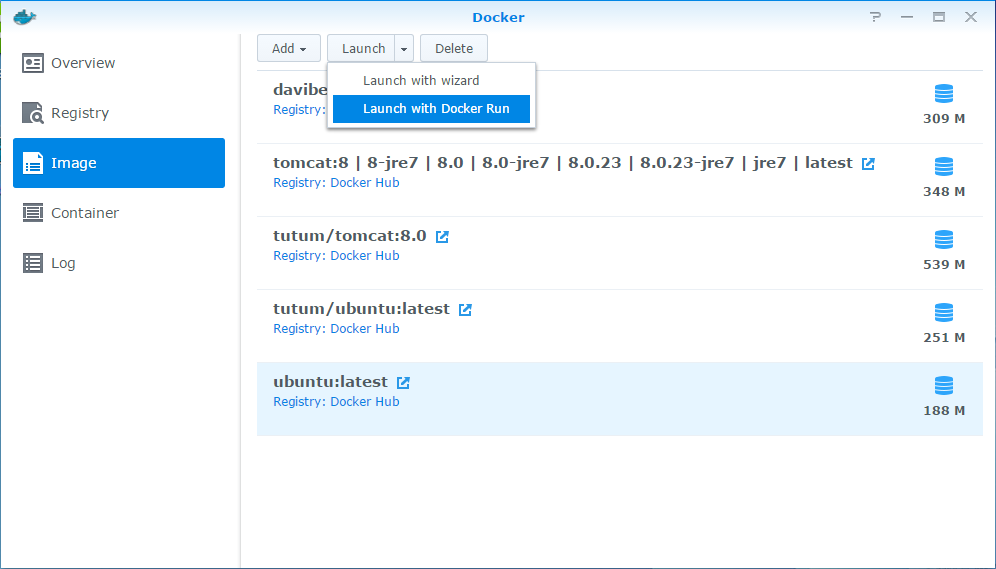 Docker
Overview
Registry
Image
Container
Log
Add
Launch
Delete
Launch with wizard
Launch with Docker Run
davibe
Registry:
309 M
tomcat:8 | 8-jre7 | 8.0 | 8.0-jre7 | 8.0.23 | 8.0.23-jre7 | jre7 | latest
Registry: Docker Hub
348 M
tutum/tomcat:8.0
Registry: Docker Hub
539 M
tutum/ubuntu:latest
Registry: Docker Hub
251 M
ubuntu:latest
Registry: Docker Hub
188 M